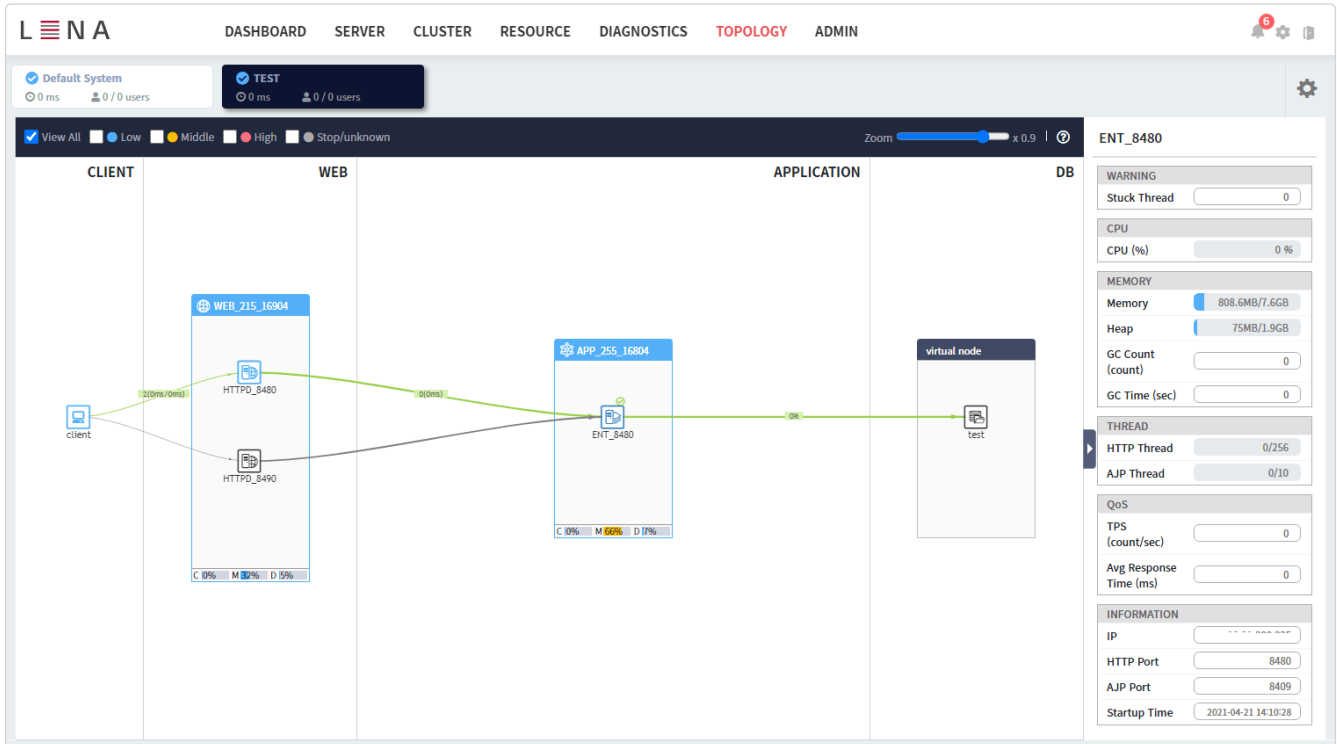 LENA DASHBOARD SERVER CLUSTER RESOURCE DIAGNOSTICS TOPOLOGY ADMIN 6
Default System
0 ms 0 / 0 users
TEST
0 ms 0 / 0 users
View All Low Middle High Stop/unknown Zoom x 0.9
CLIENT WEB APPLICATION DB
WEB_215_16904
HTTPD_8480
HTTPD_8490
C 0% M 32% D 5%
client
2(0ms/0ms)
0(0ms)
APP_255_16804
ENT_8480
C 0% M 66% D 7%
0%
virtual node
test
ENT_8480
WARNING
Stuck Thread 0
CPU
CPU (%) 0 %
MEMORY
Memory 808.6MB/7.6GB
Heap 75MB/1.9GB
GC Count
(count) 0
GC Time (sec) 0
THREAD
HTTP Thread 0/256
AJP Thread 0/10
QoS
TPS
(count/sec) 0
Avg Response
Time (ms) 0
INFORMATION
IP
HTTP Port 8480
AJP Port 8409
Startup Time 2021-04-21 14:10:28